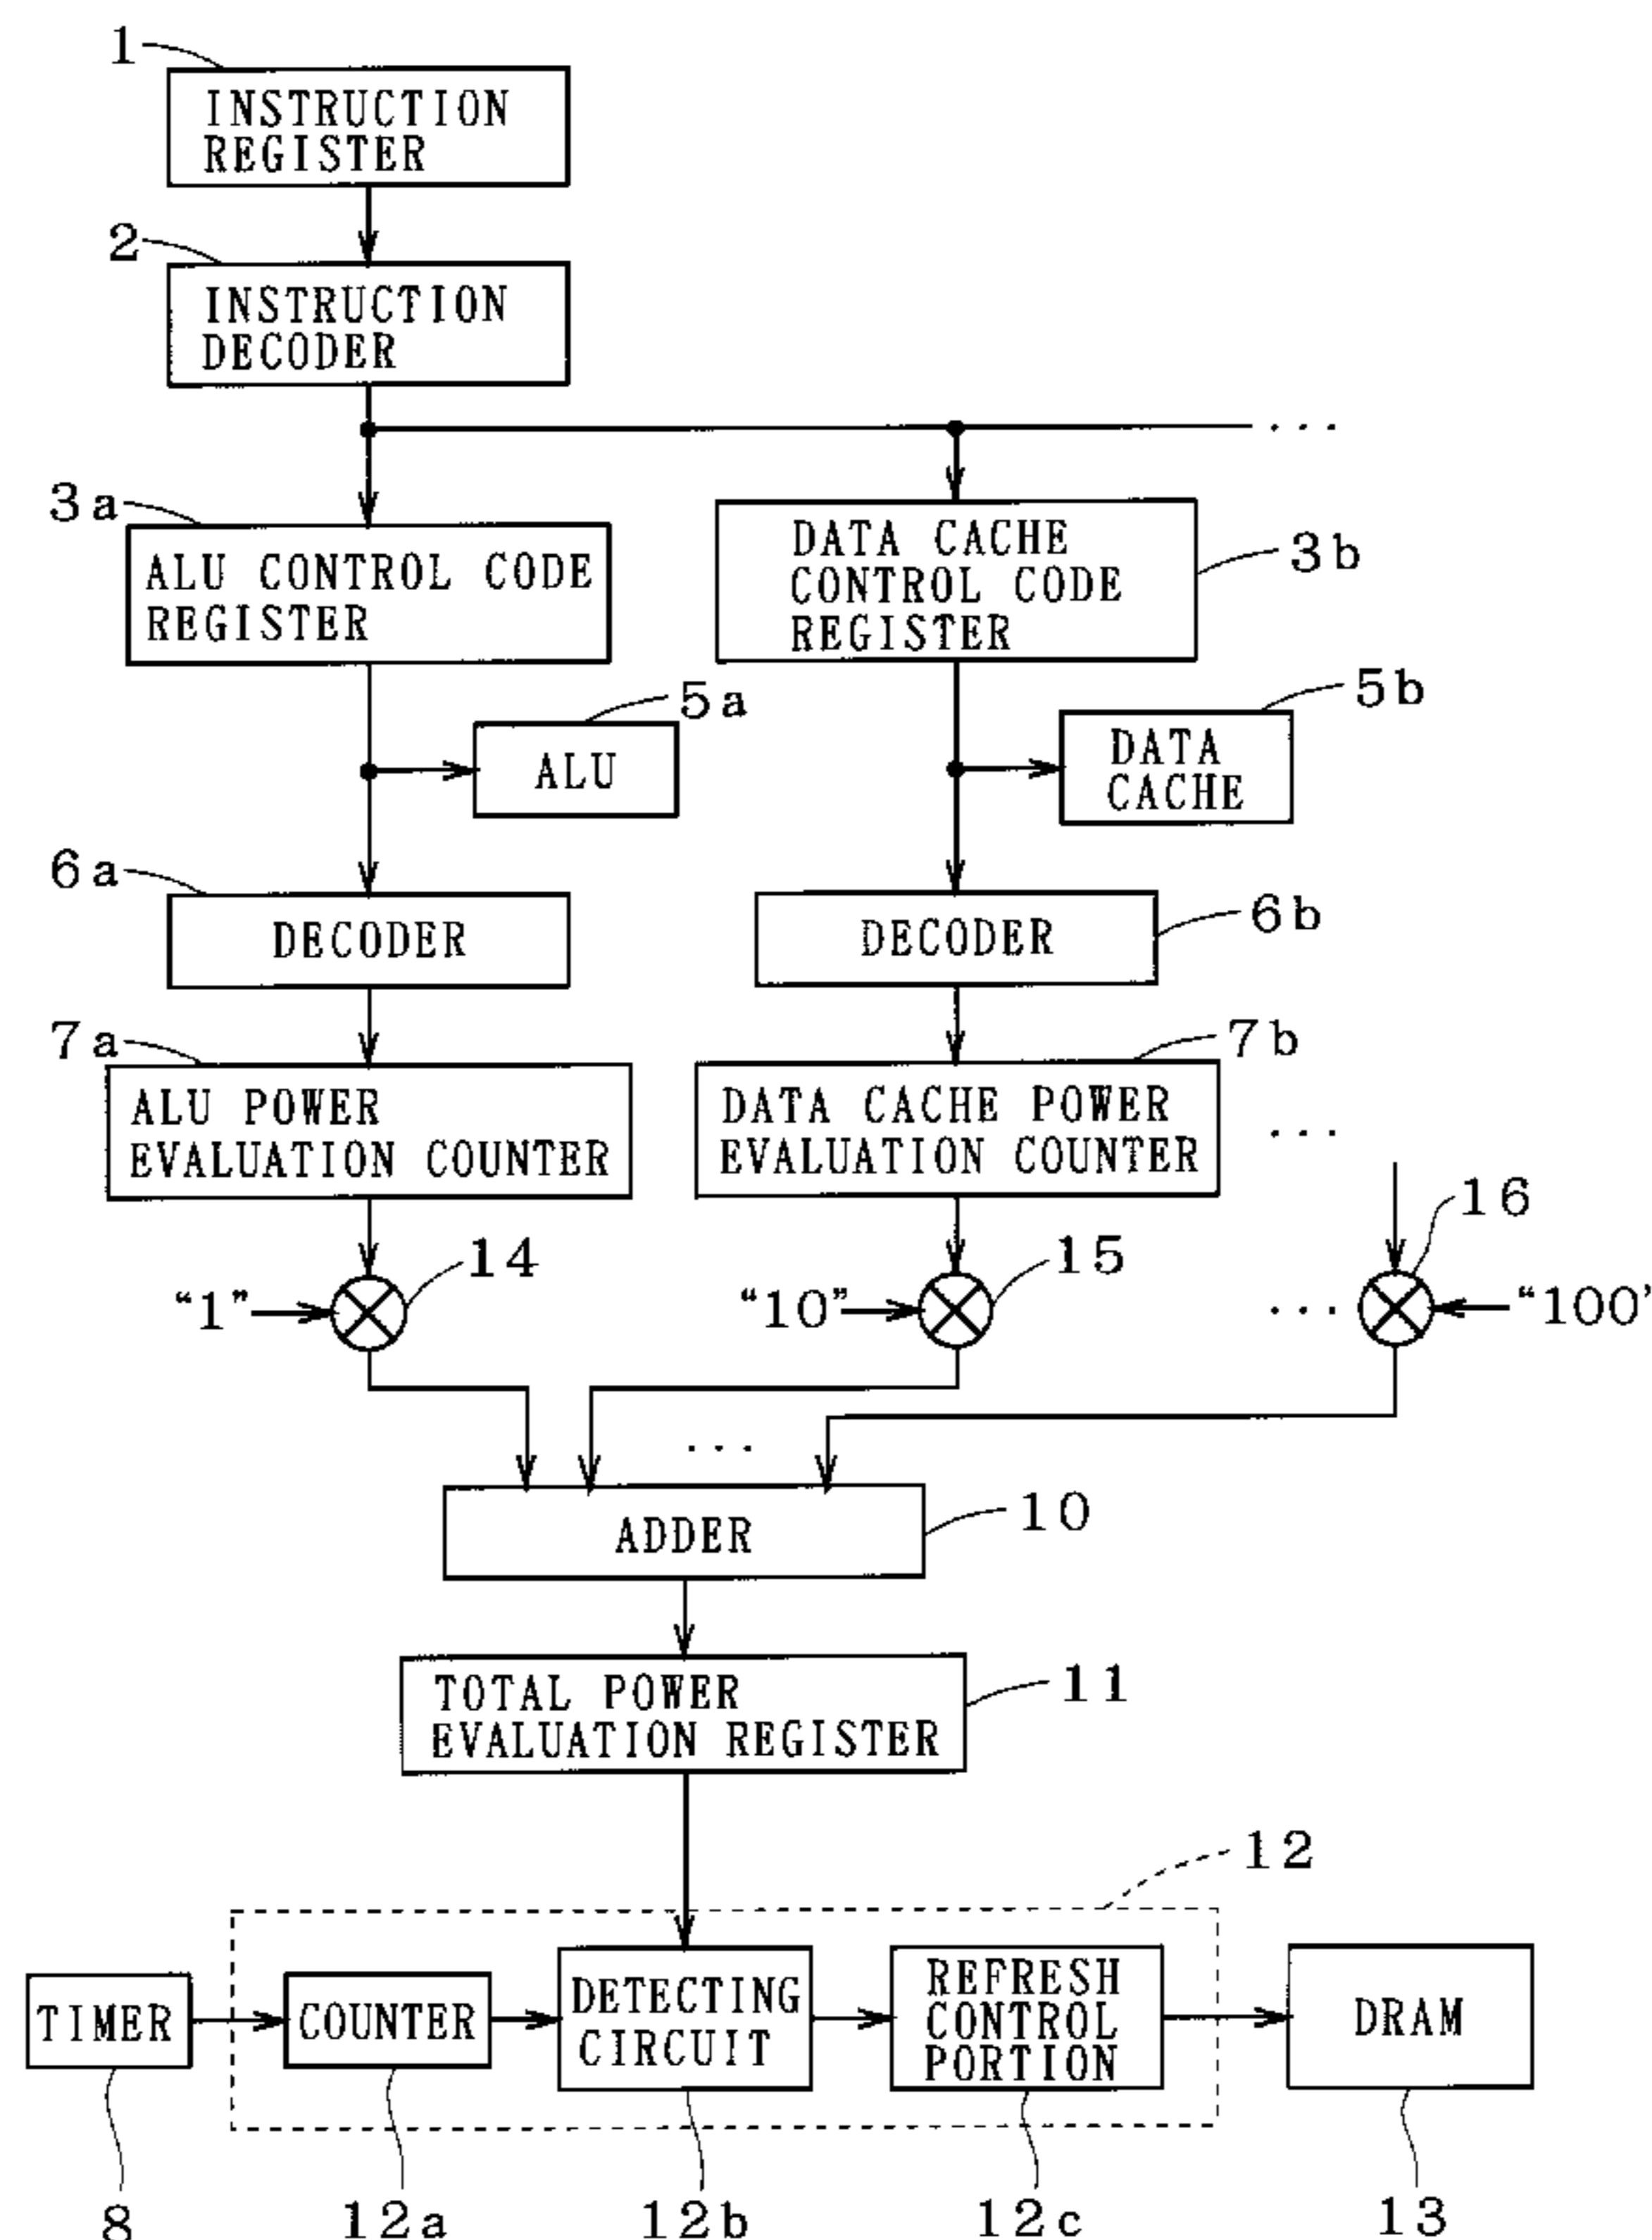 1
INSTRUCTION
REGISTER
2
INSTRUCTION
DECODER
...
3a
ALU CONTROL CODE
REGISTER
DATA CACHE
CONTROL CODE
REGISTER
3b
5a
ALU
5b
DATA
CACHE
6a
DECODER
DECODER
6b
7a
ALU POWER
EVALUATION COUNTER
7b
DATA CACHE POWER
EVALUATION COUNTER
...
“1”
14
“10”
15
...
16
“100’
...
ADDER
10
TOTAL POWER
EVALUATION REGISTER
11
12
TIMER
COUNTER
DETECTING
CIRCUIT
REFRESH
CONTROL
PORTION
DRAM
8
12a
12b
12c
13